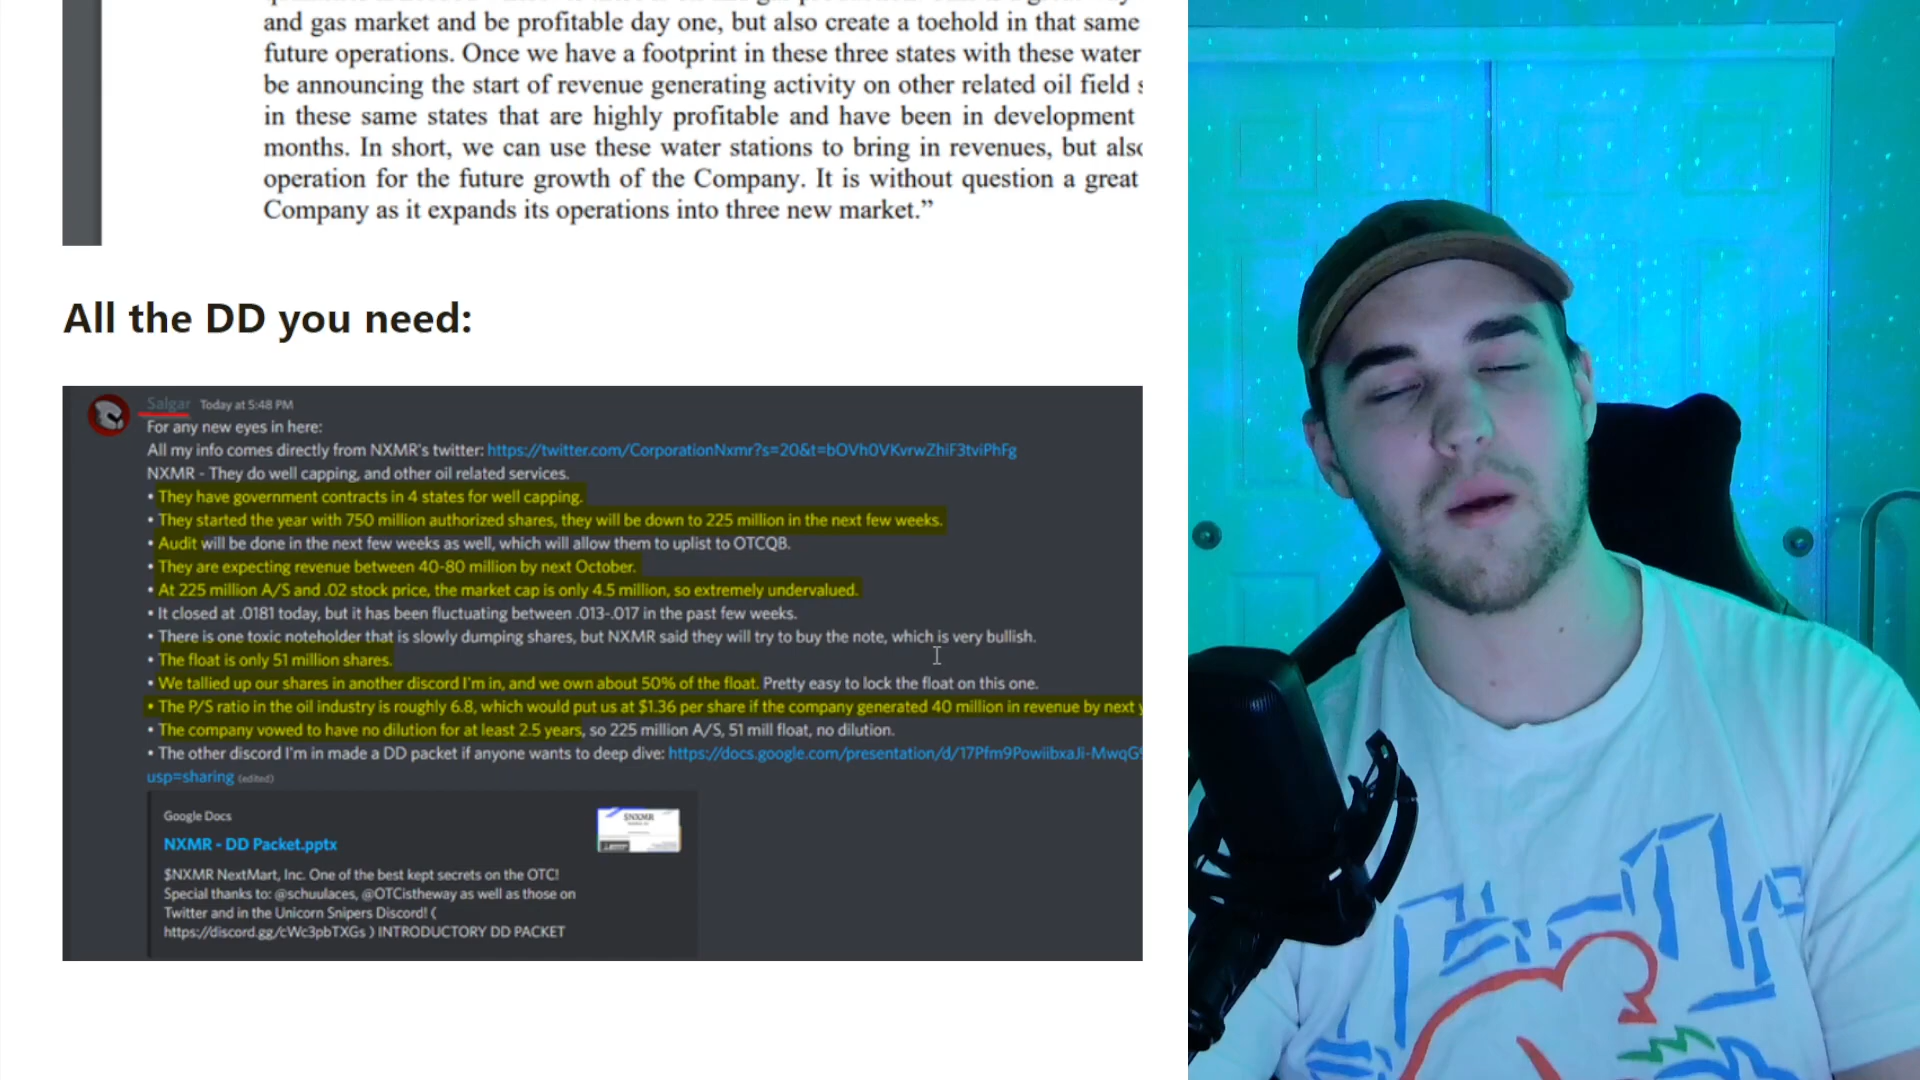 and gas market and be profitable day one, but also create a toehold in that same
future operations. Once we have a footprint in these three states with these water
be announcing the start of revenue generating activity on other related oil field
in these same states that are highly profitable and have been in development
months. In short, we can use these water stations to bring in revenues, but also
operation for the future growth of the Company. It is without question a great
Company as it expands its operations into three new market.”
All the DD you need:
Salgar Today at 5:48 PM
For any new eyes in here:
All my info comes directly from NXMR's twitter: https://twitter.com/CorporationNxmr?s=20&t=bOVh0VKvrwZhiF3tviPhFg
NXMR - They do well capping, and other oil related services.
• They have government contracts in 4 states for well capping.
• They started the year with 750 million authorized shares, they will be down to 225 million in the next few weeks.
• Audit will be done in the next few weeks as well, which will allow them to uplist to OTCQB.
• They are expecting revenue between 40-80 million by next October.
• At 225 million A/S and .02 stock price, the market cap is only 4.5 million, so extremely undervalued.
• It closed at .0181 today, but it has been fluctuating between .013-.017 in the past few weeks.
• There is one toxic noteholder that is slowly dumping shares, but NXMR said they will try to buy the note, which is very bullish.
• The float is only 51 million shares.
• We tallied up our shares in another discord I'm in, and we own about 50% of the float. Pretty easy to lock the float on this one.
• The P/S ratio in the oil industry is roughly 6.8, which would put us at $1.36 per share if the company generated 40 million in revenue by next
• The company vowed to have no dilution for at least 2.5 years, so 225 million A/S, 51 mill float, no dilution.
• The other discord I'm in made a DD packet if anyone wants to deep dive: https://docs.google.com/presentation/d/17Pfm9PowiibxaJi-MwqG
usp=sharing (edited)
Google Docs
NXMR - DD Packet.pptx
$NXMR NextMart, Inc. One of the best kept secrets on the OTC!
Special thanks to: @schuulaces, @OTCistheway as well as those on
Twitter and in the Unicorn Snipers Discord! (
https://discord.gg/cWc3pbTXGs ) INTRODUCTORY DD PACKET
$NXMR